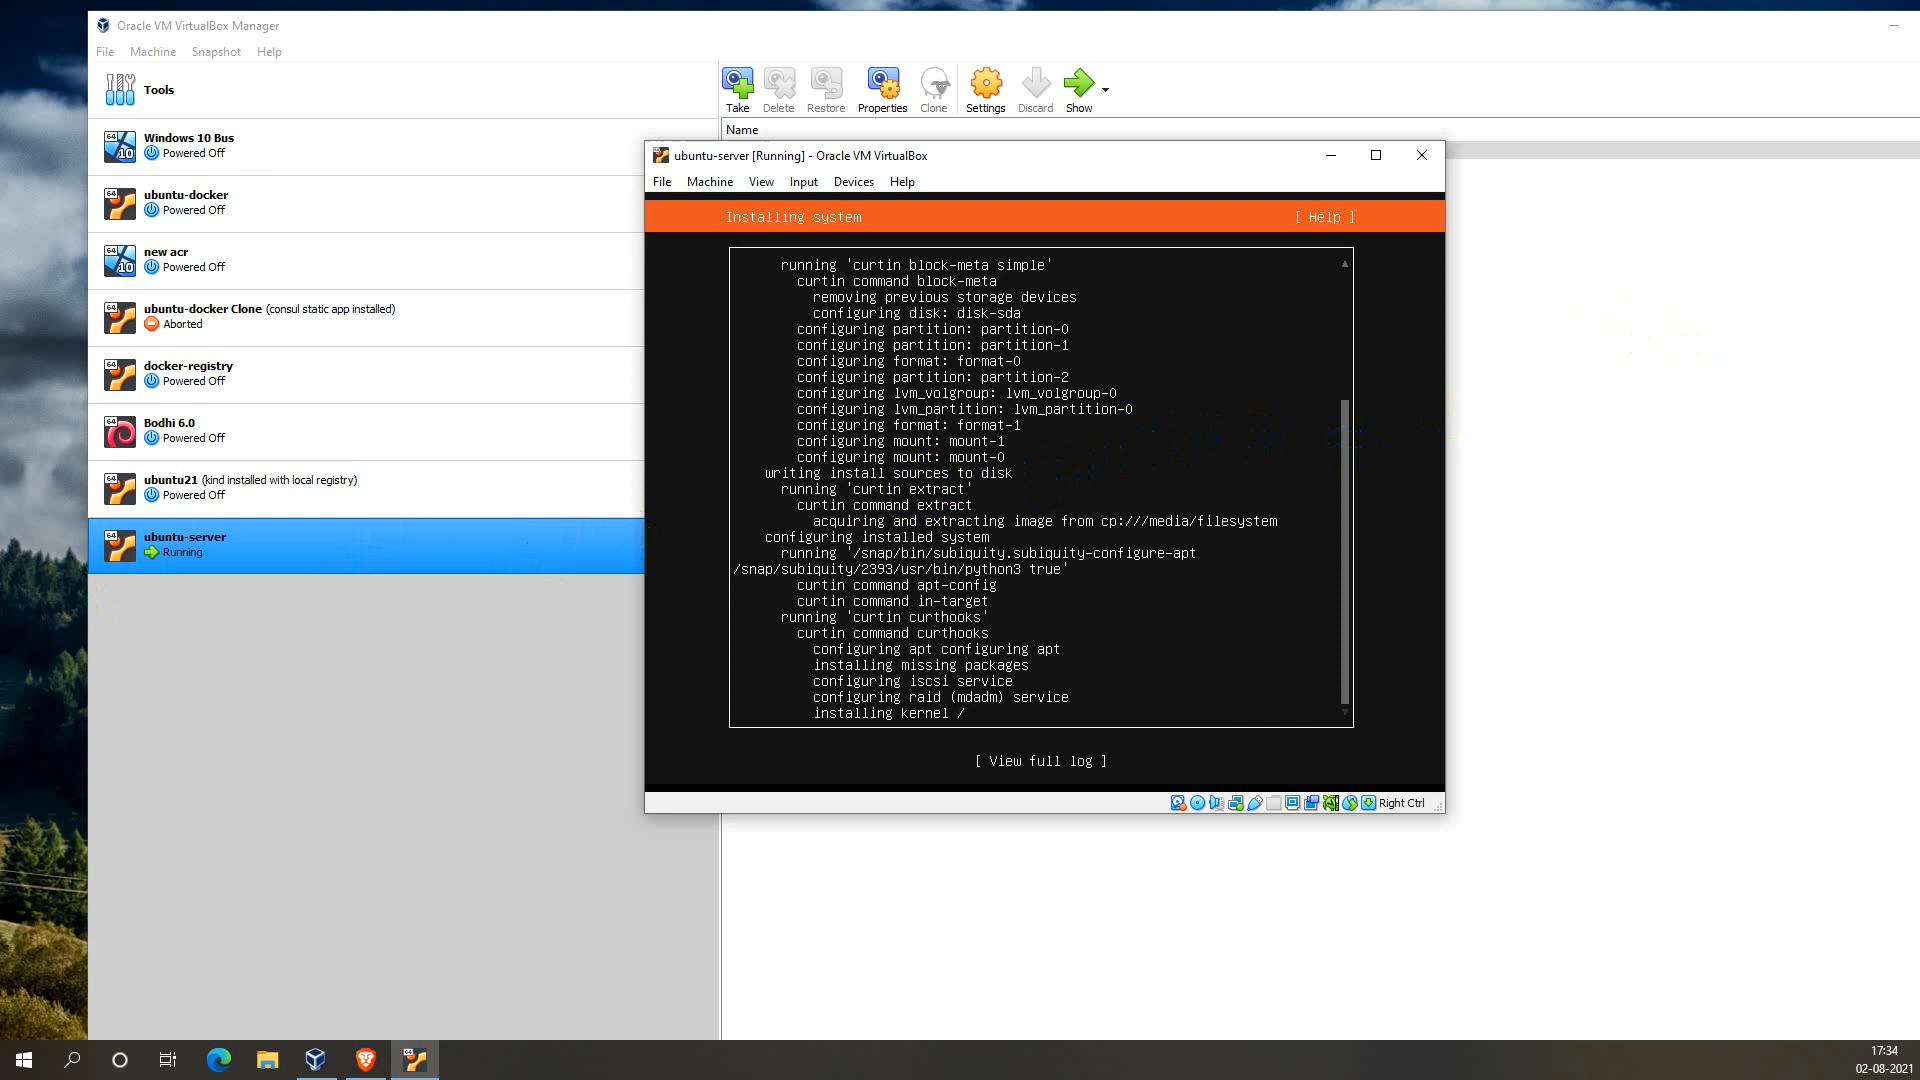 Oracle VM VirtualBox Manager
File Machine Snapshot Help
Tools
Take Delete Restore Properties Clone Settings Discard Show
Name
64 10 Windows 10 Bus
Powered Off
64 ubuntu-docker
Powered Off
64 10 new acr
Powered Off
64 ubuntu-docker Clone (consul static app installed)
Aborted
64 docker-registry
Powered Off
64 Bodhi 6.0
Powered Off
64 ubuntu21 (kind installed with local registry)
Powered Off
64 ubuntu-server
Running
ubuntu-server [Running] - Oracle VM VirtualBox
File Machine View Input Devices Help
Installing system [ Help ]
running 'curtin block-meta simple'
curtin command block-meta
removing previous storage devices
configuring disk: disk-sda
configuring partition: partition-0
configuring partition: partition-1
configuring format: format-0
configuring partition: partition-2
configuring lvm_volgroup: lvm_volgroup-0
configuring lvm_partition: lvm_partition-0
configuring format: format-1
configuring mount: mount-1
configuring mount: mount-0
writing install sources to disk
running 'curtin extract'
curtin command extract
acquiring and extracting image from cp:///media/filesystem
configuring installed system
running '/snap/bin/subiquity.subiquity-configure-apt
/snap/subiquity/2393/usr/bin/python3 true'
curtin command apt-config
curtin command in-target
running 'curtin curthooks'
curtin command curthooks
configuring apt configuring apt
installing missing packages
configuring iscsi service
configuring raid (mdadm) service
installing kernel /
[ View full log ]
Right Ctrl
17:34
02-08-2021